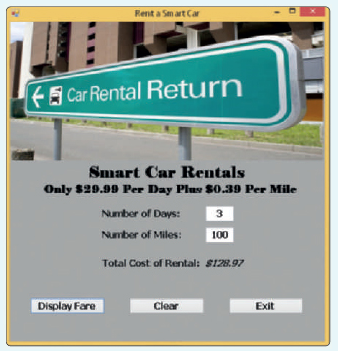 Rent a Smart Car
Car Rental Return
Smart Car Rentals
Only $29.99 Per Day Plus $0.39 Per Mile
Number of Days: 3
Number of Miles: 100
Total Cost of Rental: $128.97
Display Fare Clear Exit